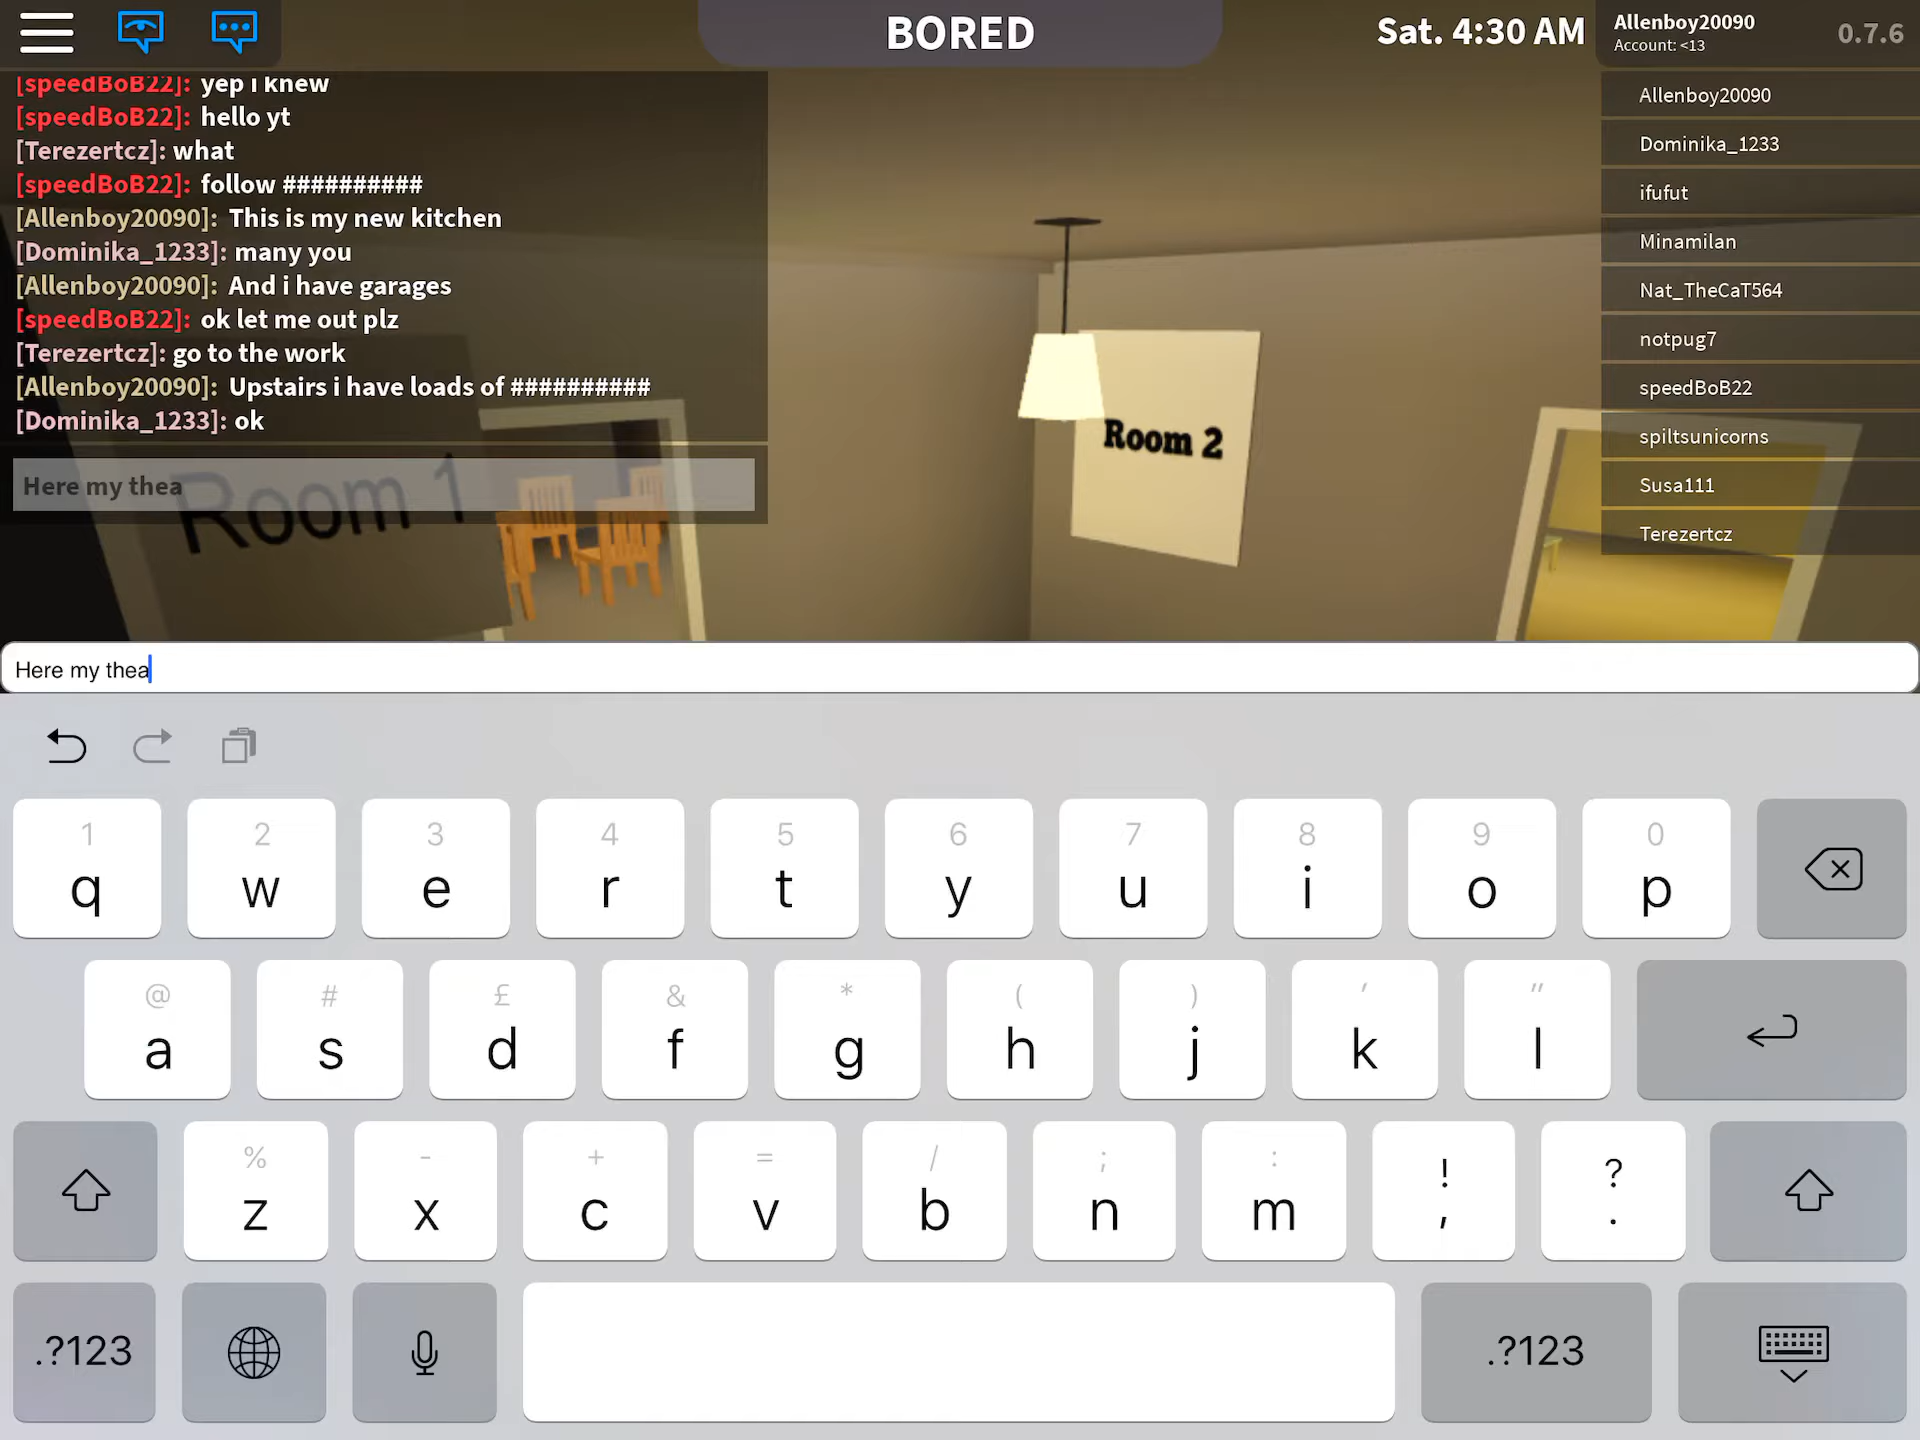 BORED
Sat. 4:30 AM
Allenboy20090
Account: <13
0.7.6
[speedBoB22]: yep i knew
[speedBoB22]: hello yt
[Terezertcz]: what
[speedBoB22]: follow ##########
[Allenboy20090]: This is my new kitchen
[Dominika_1233]: many you
[Allenboy20090]: And i have garages
[speedBoB22]: ok let me out plz
[Terezertcz]: go to the work
[Allenboy20090]: Upstairs i have loads of ##########
[Dominika_1233]: ok
Here my thea
Room 1
Room 2
Allenboy20090
Dominika_1233
ifufut
Minamilan
Nat_TheCaT564
notpug7
speedBoB22
spiltsunicorns
Susa111
Terezertcz
Here my thea
1 2 3 4 5 6 7 8 9 0
q w e r t y u i o p
@ # £ & * ( ) ' "
a s d f g h j k l
% - + = / ; : ! ?
z x c v b n m , .
.?123 .?123